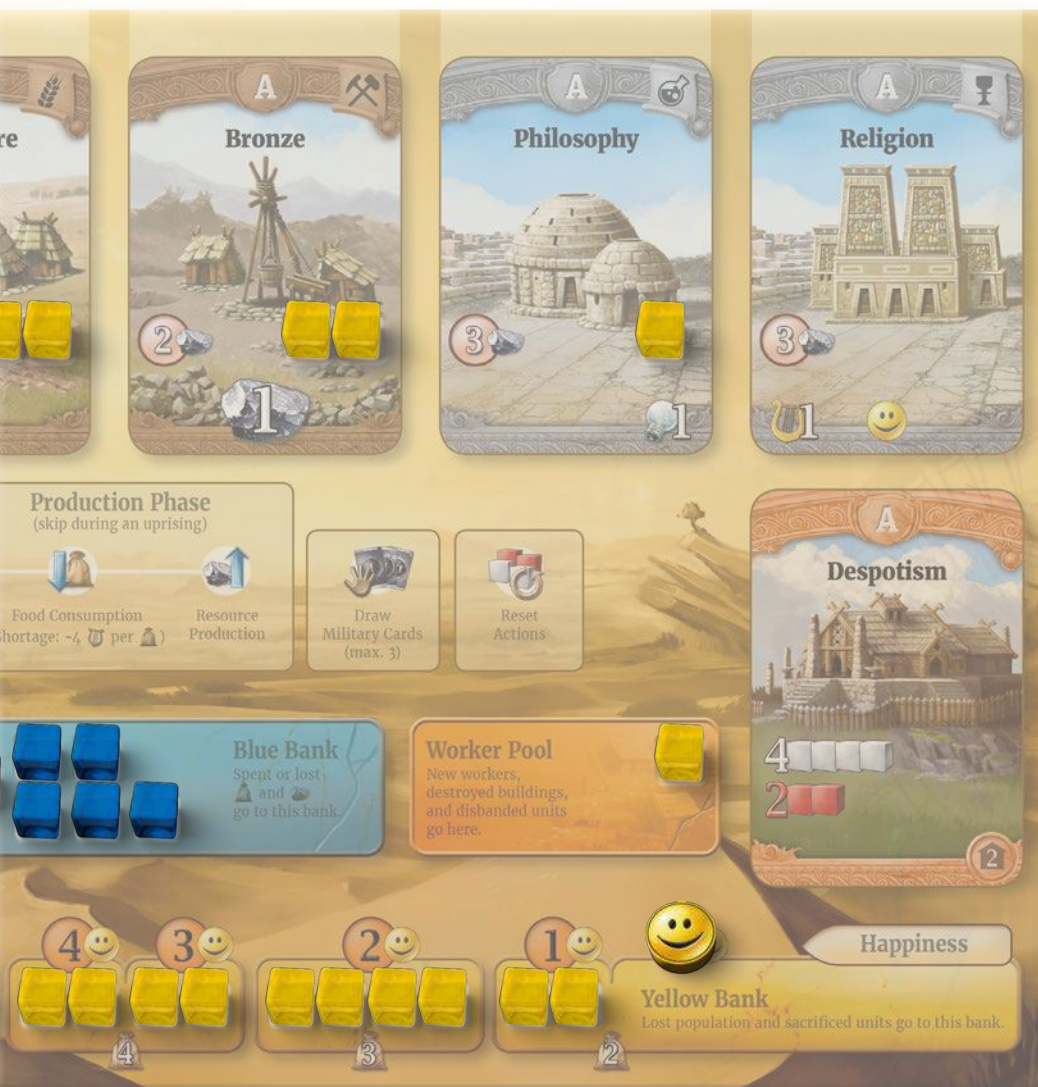 A
A
A
re
Bronze
Philosophy
Religion
2
3
3
1
1
1
Production Phase
(skip during an uprising)
Food Consumption
hortage: -4 per )
Resource
Production
Draw
Military Cards
(max. 3)
Reset
Actions
A
Despotism
4
2
2
Blue Bank
Spent or lost
and
go to this bank.
Worker Pool
New workers,
destroyed buildings,
and disbanded units
go here.
4
3
2
1
Happiness
Yellow Bank
Lost population and sacrificed units go to this bank.
4
3
2